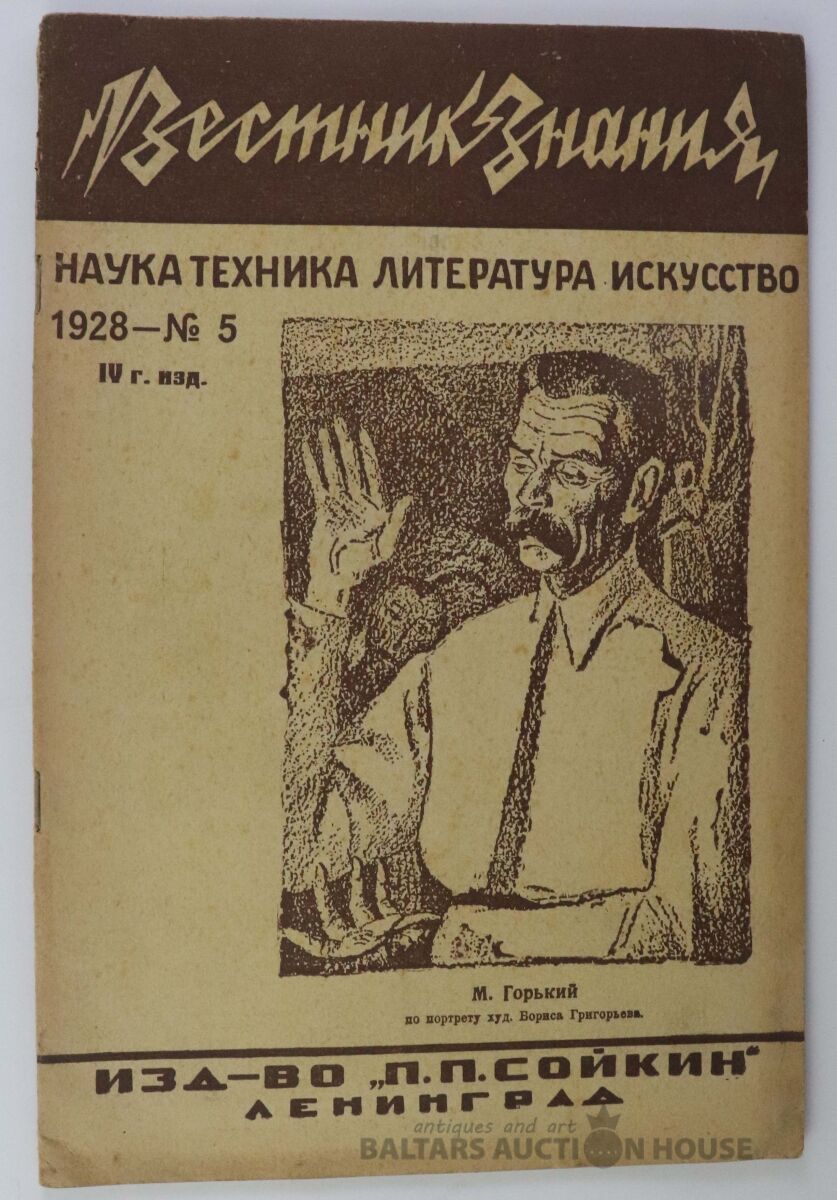 Вестник Знания
НАУКА ТЕХНИКА ЛИТЕРАТУРА ИСКУССТВО
1928—№ 5
IV г. изд.
М. Горький
по портрету худ. Бориса Григорьева.
ИЗД-ВО „П.П.СОЙКИН“
ЛЕНИНГРАД
antiques and art
BALTARS AUCTION HOUSE